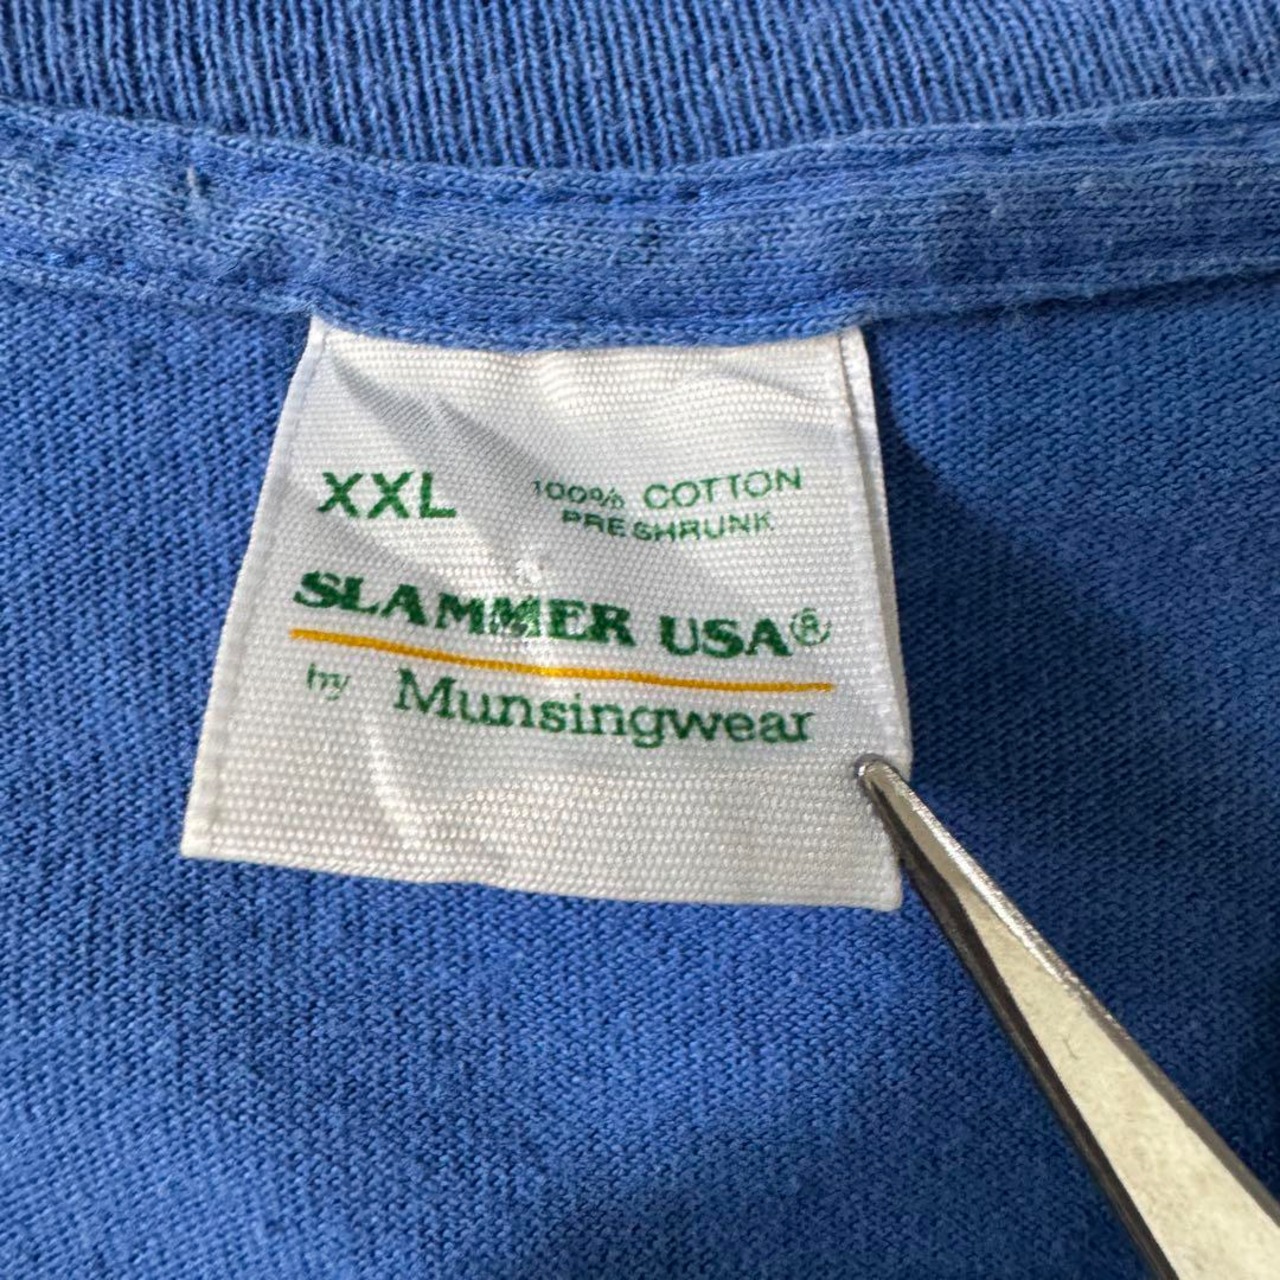 XXL 100% COTTON
PRESHRUNK
SLAMMER USA®
by Munsingwear